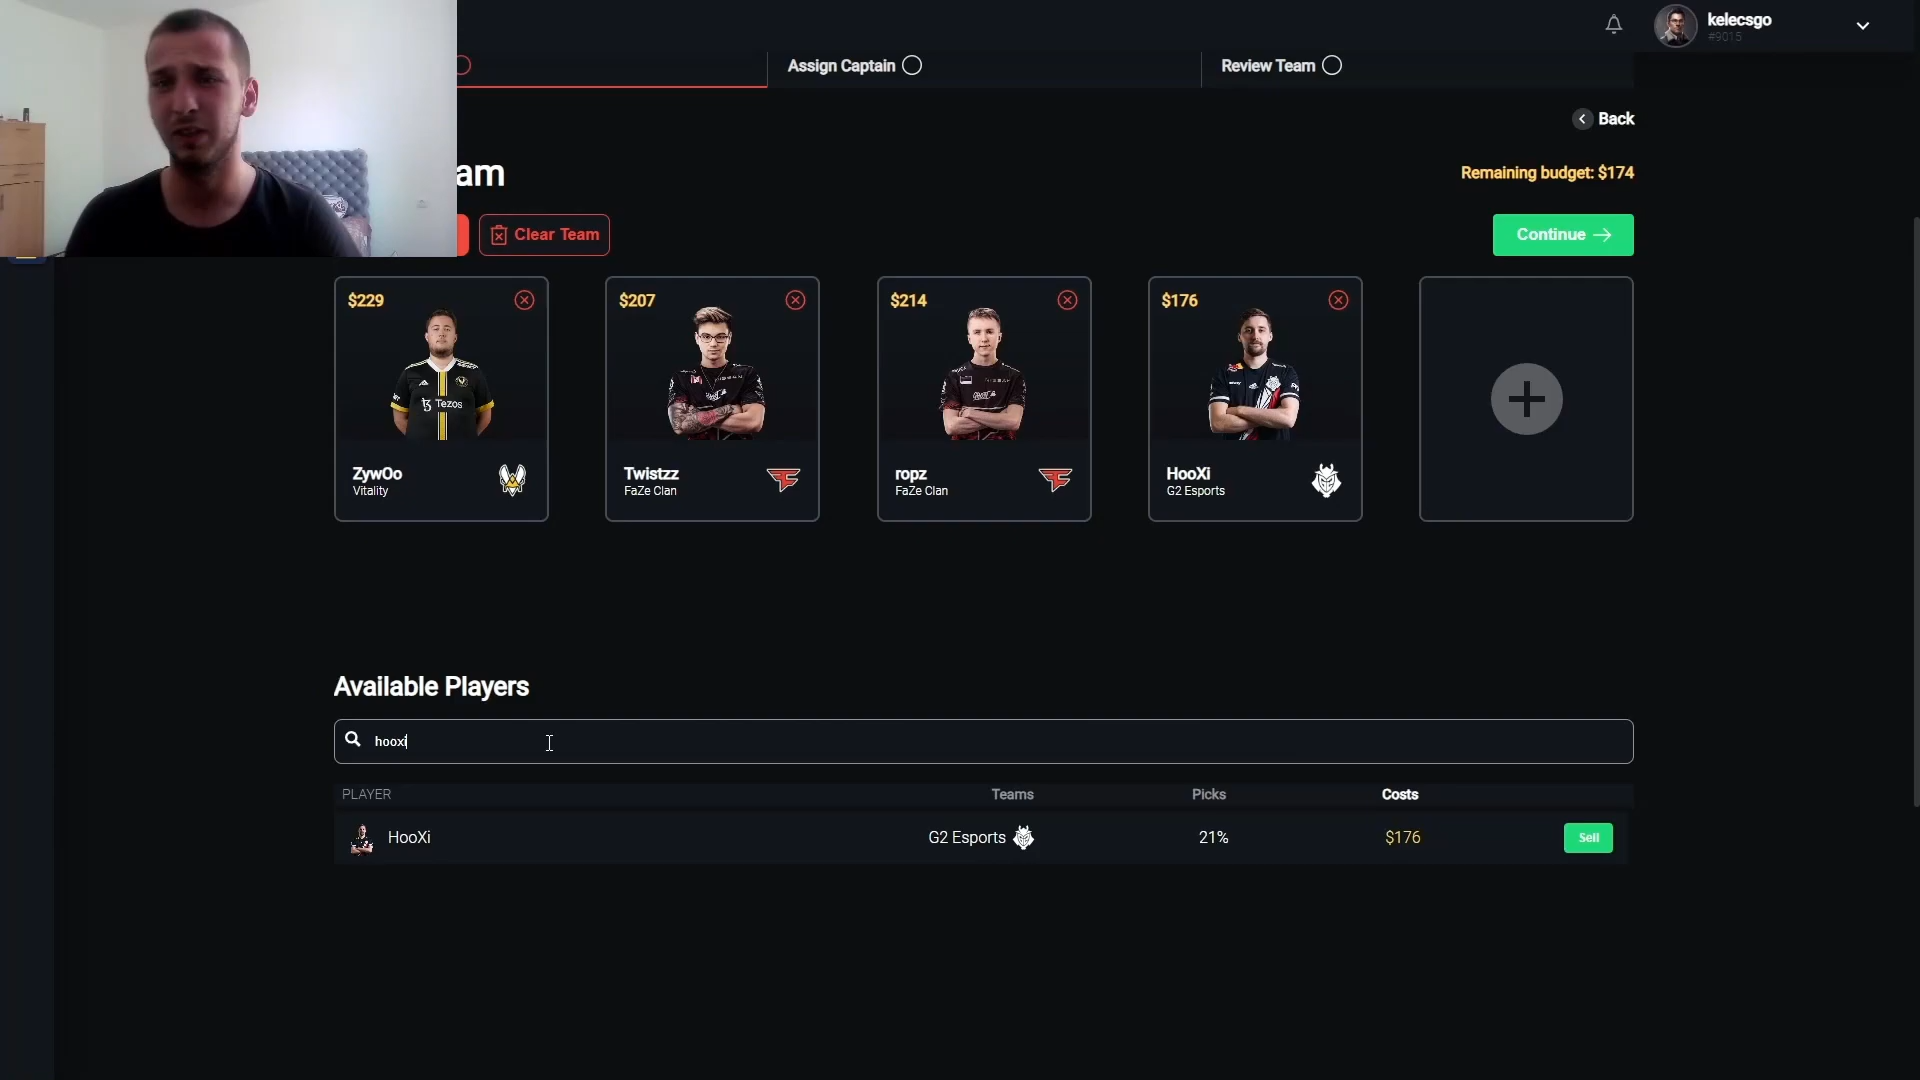 kelecsgo
#9015
Assign Captain
Review Team
Back
am
Remaining budget: $174
Clear Team
Continue
$229
$207
$214
$176
Tezos
ZywOo
Vitality
Twistzz
FaZe Clan
ropz
FaZe Clan
HooXi
G2 Esports
Available Players
hooxi
PLAYER
Teams
Picks
Costs
HooXi
G2 Esports
21%
$176
Sell